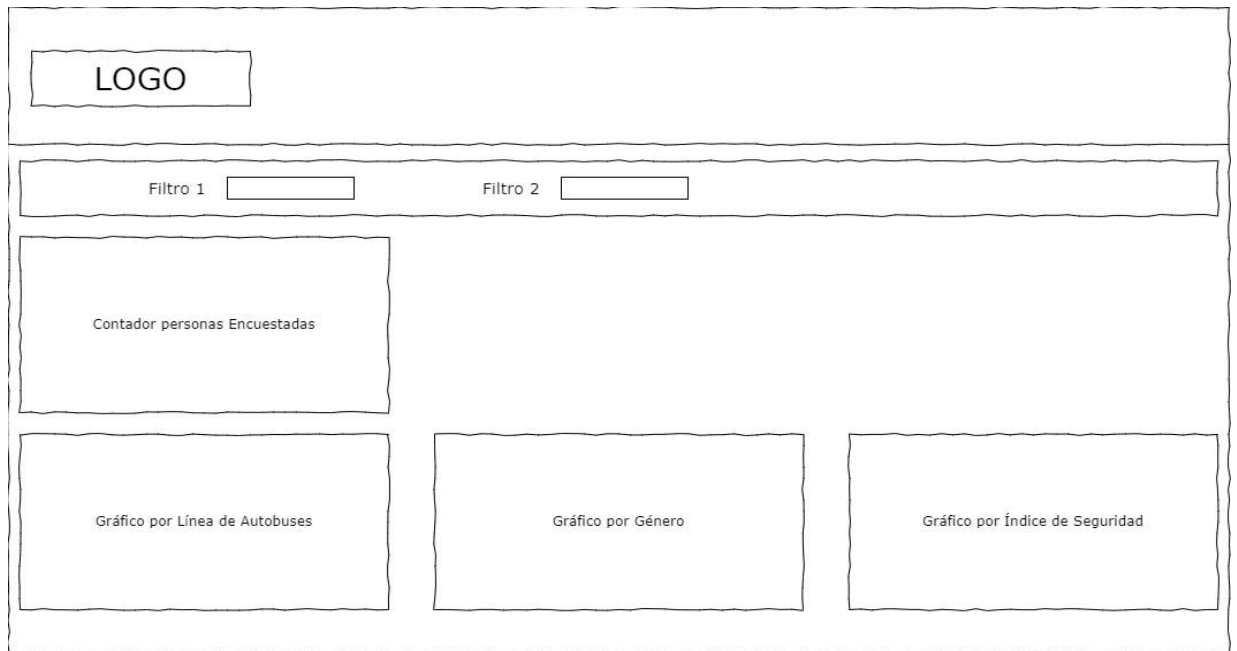 LOGO
Filtro 1
Filtro 2
Contador personas Encuestadas
Gráfico por Línea de Autobuses
Gráfico por Género
Gráfico por Índice de Seguridad